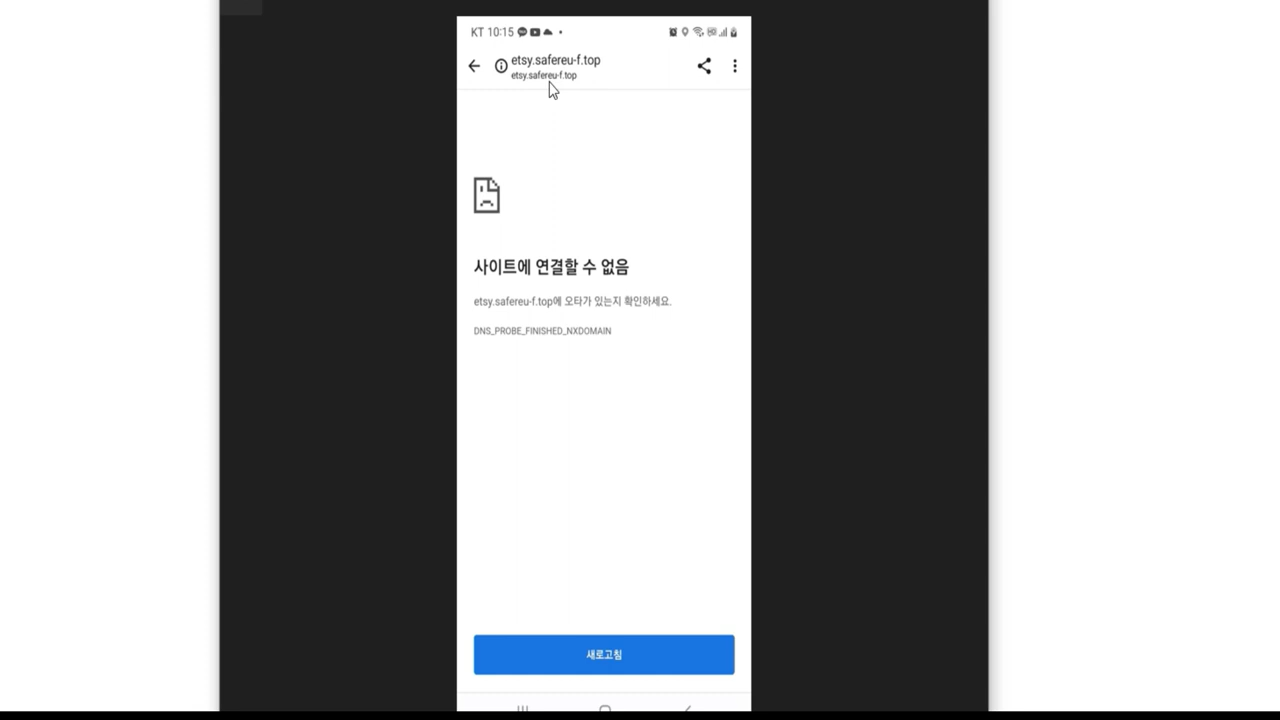 KT 10:15
etsy.safereu-f.top
etsy.safereu-f.top
사이트에 연결할 수 없음
etsy.safereu-f.top에 오타가 있는지 확인하세요.
DNS_PROBE_FINISHED_NXDOMAIN
새로고침